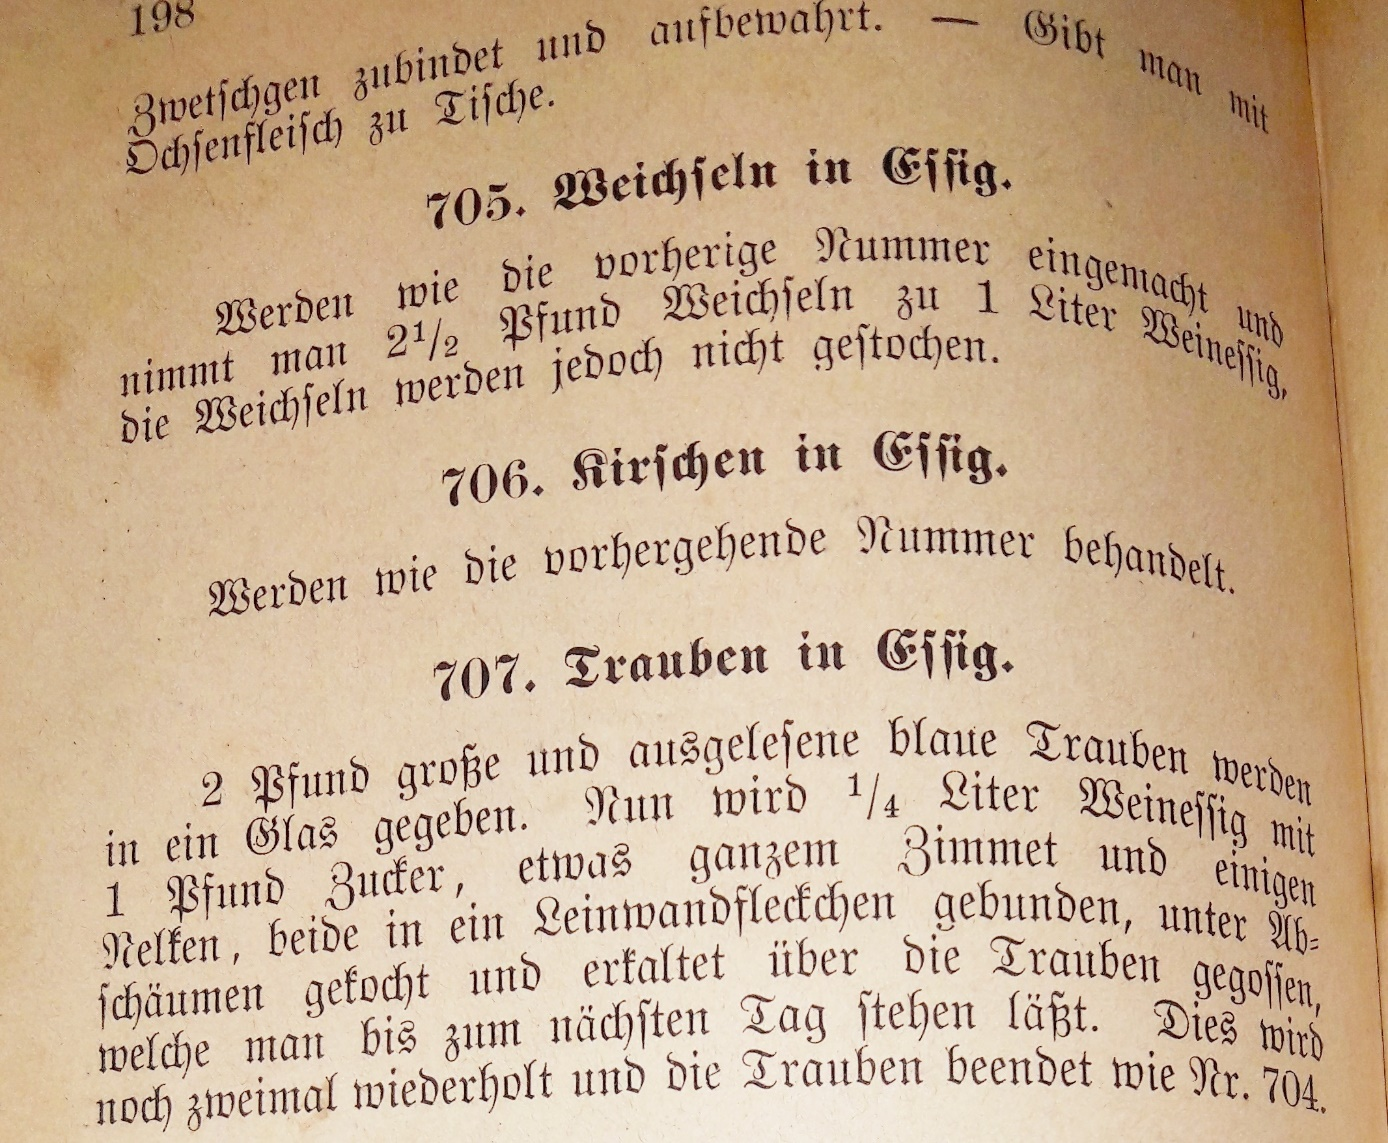 198
Zwetschgen zubindet und aufbewahrt. — Gibt man mit
Ochsenfleisch zu Tische.
705. Weichseln in Essig.
Werden wie die vorherige Nummer eingemacht und
nimmt man 2 1/2 Pfund Weichseln zu 1 Liter Weinessig,
die Weichseln werden jedoch nicht gestochen.
706. Kirschen in Essig.
Werden wie die vorhergehende Nummer behandelt.
707. Trauben in Essig.
2 Pfund große und ausgelesene blaue Trauben werden
in ein Glas gegeben. Nun wird 1/4 Liter Weinessig mit
1 Pfund Zucker, etwas ganzem Zimmet und einigen
Nelken, beide in ein Leinwandfleckchen gebunden, unter Ab-
schäumen gekocht und erkaltet über die Trauben gegossen,
welche man bis zum nächsten Tag stehen läßt. Dies wird
noch zweimal wiederholt und die Trauben beendet wie Nr. 704.